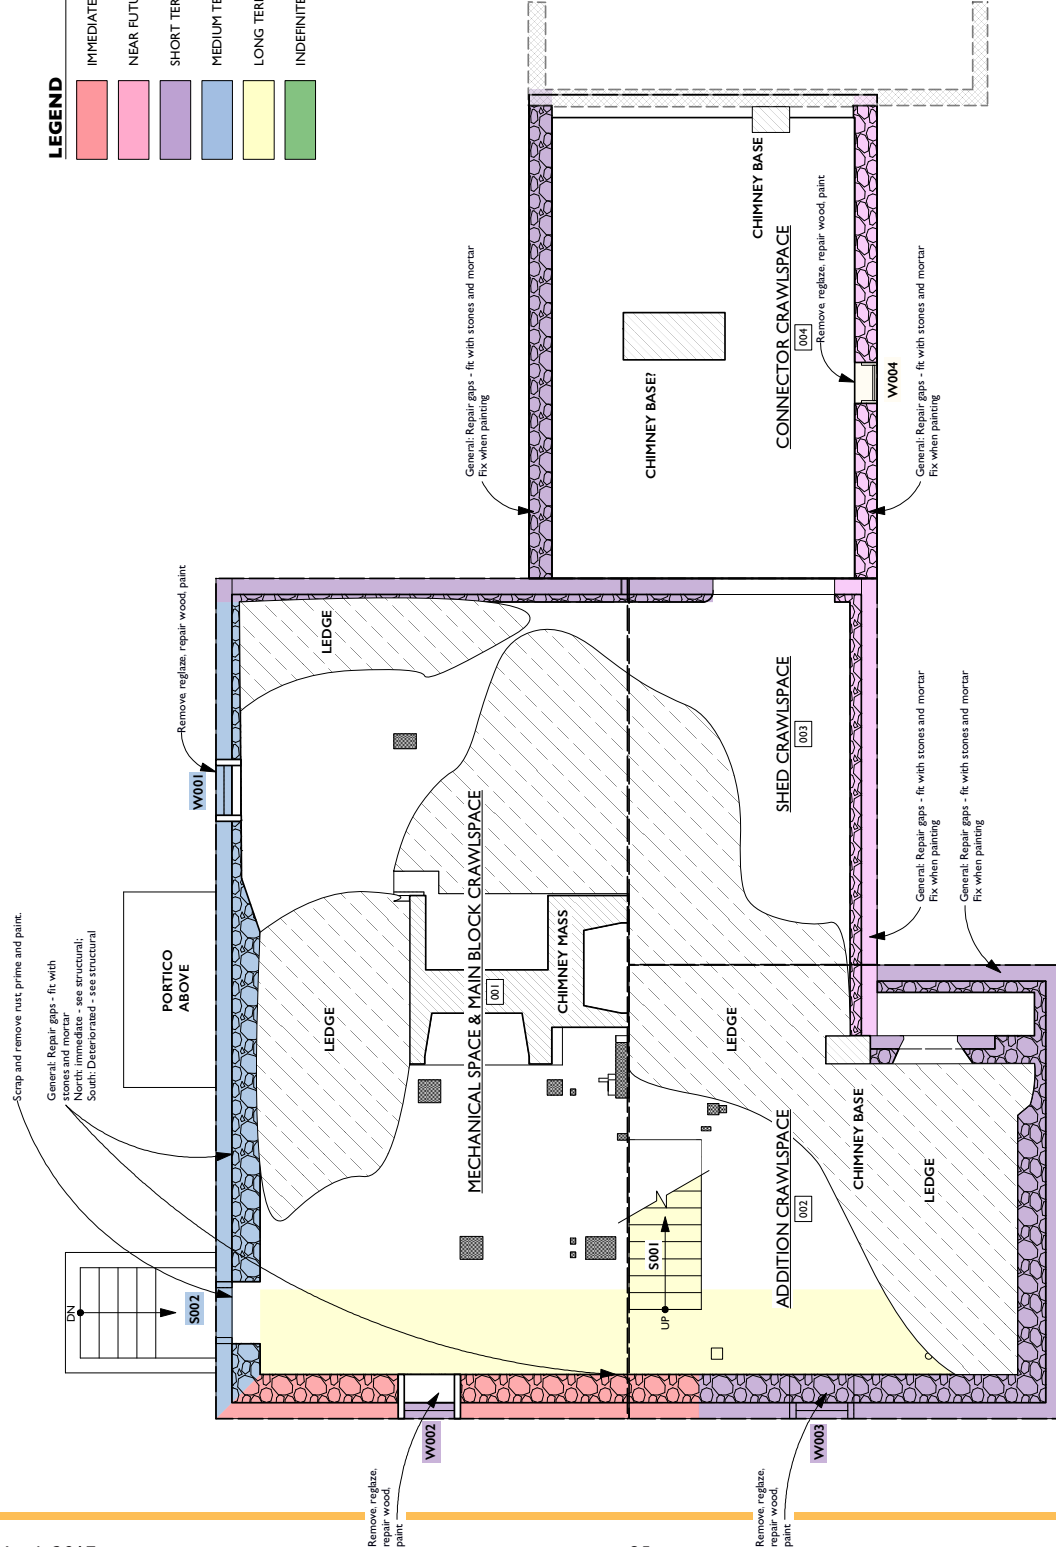 LEGEND
IMMEDIATE
NEAR FUTU
SHORT TER
MEDIUM TE
LONG TER
INDEFINITE
Scrap and remove rust, prime and paint.
General: Repair gaps - fit with
stones and mortar
North: immediate - see structural;
South: Deteriorated - see structural
PORTICO
ABOVE
DN
S002
W001
Remove, reglaze, repair wood, paint
LEDGE
LEDGE
MECHANICAL SPACE & MAIN BLOCK CRAWLSPACE
001
CHIMNEY MASS
General: Repair gaps - fit with stones and mortar
Fix when painting
CHIMNEY BASE?
CHIMNEY BASE
CONNECTOR CRAWLSPACE
004
Remove, reglaze, repair wood, paint
W004
General: Repair gaps - fit with stones and mortar
Fix when painting
SHED CRAWLSPACE
003
General: Repair gaps - fit with stones and mortar
Fix when painting
General: Repair gaps - fit with stones and mortar
Fix when painting
LEDGE
S001
UP
ADDITION CRAWLSPACE
002
CHIMNEY BASE
LEDGE
W002
Remove, reglaze,
repair wood,
paint
W003
Remove, reglaze,
repair wood,
paint